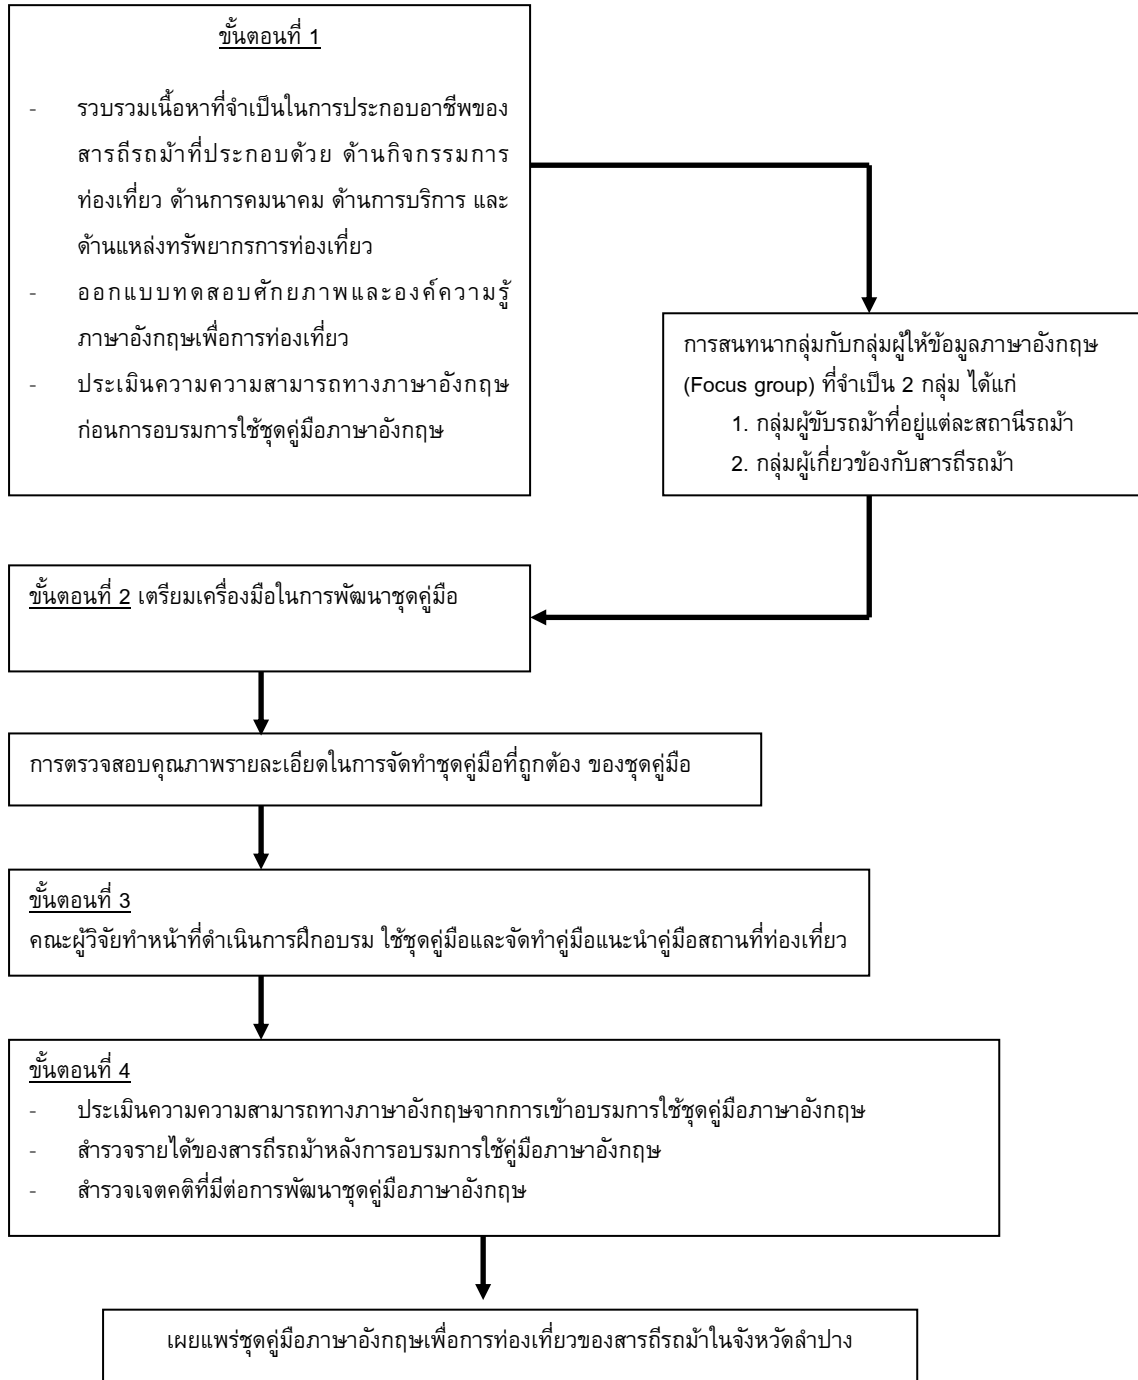 ขั้นตอนที่ 1
- รวบรวมเนื้อหาที่จำเป็นในการประกอบอาชีพของ
สารถีรถม้าที่ประกอบด้วย ด้านกิจกรรมการ
ท่องเที่ยว ด้านการคมนาคม ด้านการบริการ และ
ด้านแหล่งทรัพยากรการท่องเที่ยว
- ออกแบบทดสอบศักยภาพและองค์ความรู้
ภาษาอังกฤษเพื่อการท่องเที่ยว
- ประเมินความความสามารถทางภาษาอังกฤษ
ก่อนการอบรมการใช้ชุดคู่มือภาษาอังกฤษ
การสนทนากลุ่มกับกลุ่มผู้ให้ข้อมูลภาษาอังกฤษ
(Focus group) ที่จำเป็น 2 กลุ่ม ได้แก่
1. กลุ่มผู้ขับรถม้าที่อยู่แต่ละสถานีรถม้า
2. กลุ่มผู้เกี่ยวข้องกับสารถีรถม้า
ขั้นตอนที่ 2 เตรียมเครื่องมือในการพัฒนาชุดคู่มือ
การตรวจสอบคุณภาพรายละเอียดในการจัดทำชุดคู่มือที่ถูกต้อง ของชุดคู่มือ
ขั้นตอนที่ 3
คณะผู้วิจัยทำหน้าที่ดำเนินการฝึกอบรม ใช้ชุดคู่มือและจัดทำคู่มือแนะนำคู่มือสถานที่ท่องเที่ยว
ขั้นตอนที่ 4
- ประเมินความความสามารถทางภาษาอังกฤษจากการเข้าอบรมการใช้ชุดคู่มือภาษาอังกฤษ
- สำรวจรายได้ของสารถีรถม้าหลังการอบรมการใช้คู่มือภาษาอังกฤษ
- สำรวจเจตคติที่มีต่อการพัฒนาชุดคู่มือภาษาอังกฤษ
เผยแพร่ชุดคู่มือภาษาอังกฤษเพื่อการท่องเที่ยวของสารถีรถม้าในจังหวัดลำปาง